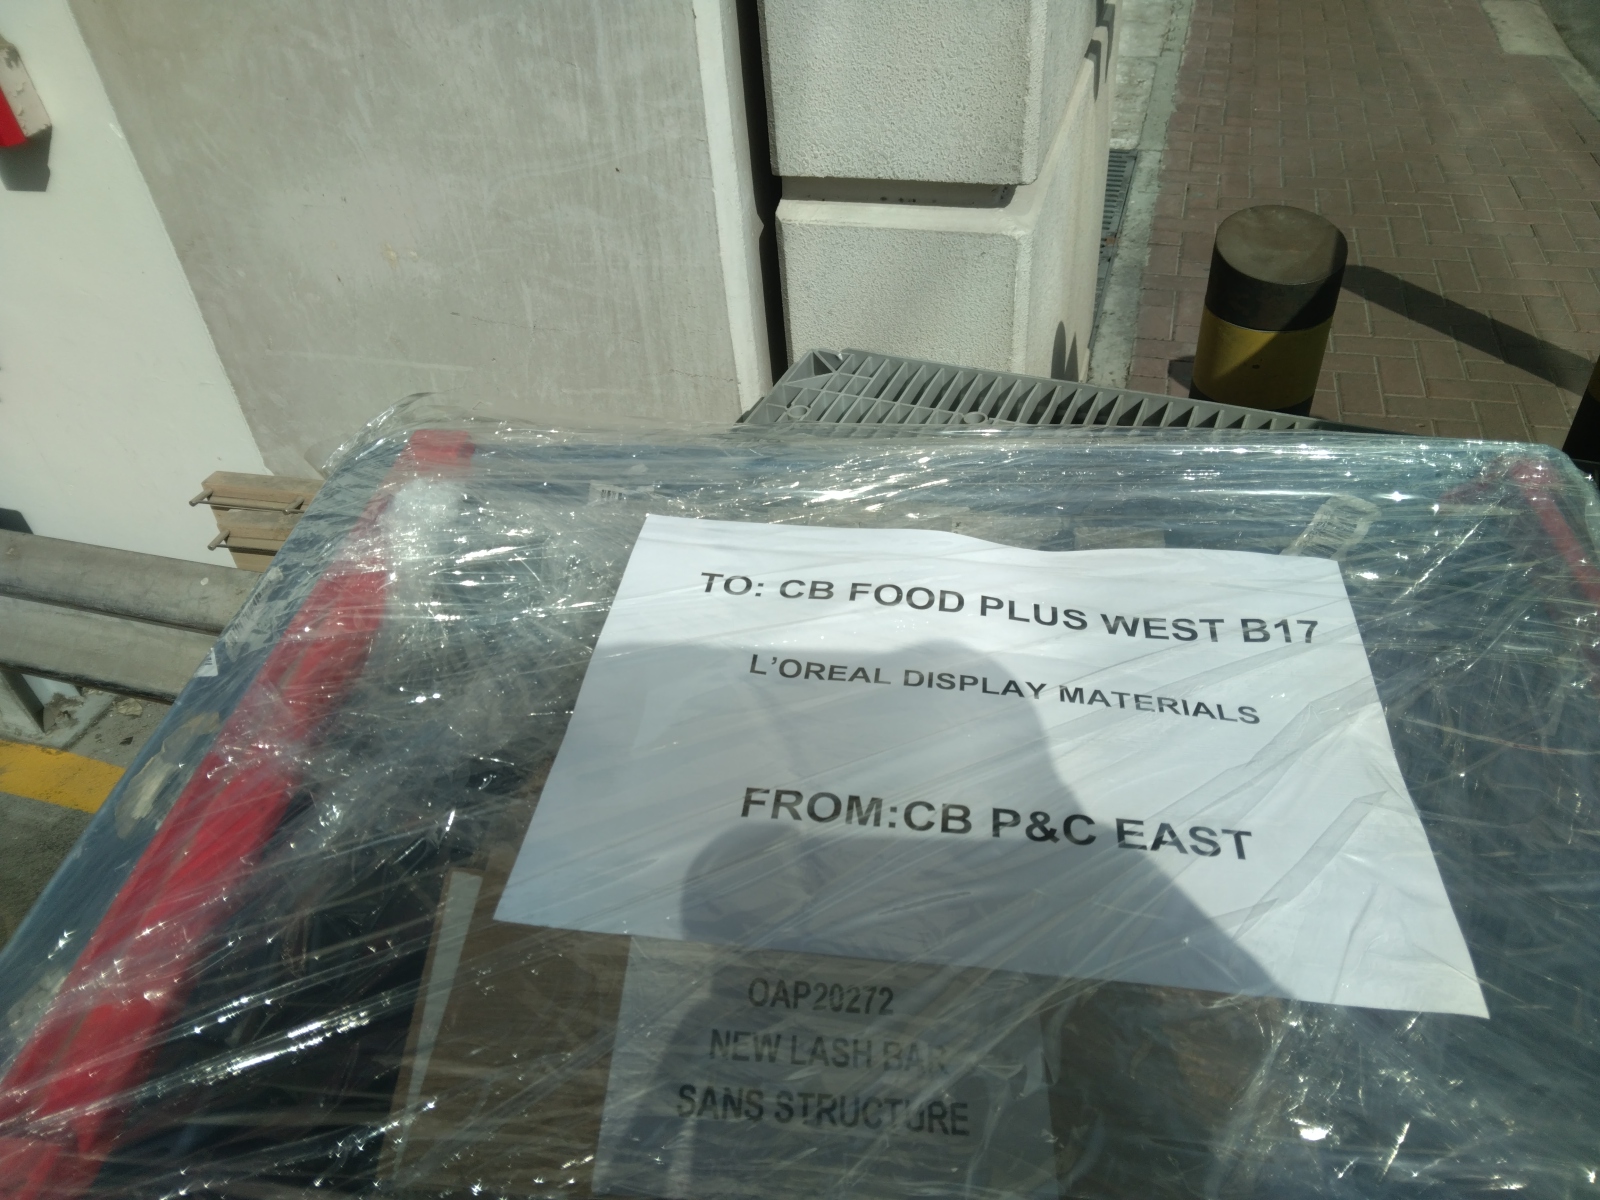 TO: CB FOOD PLUS WEST B17
L'OREAL DISPLAY MATERIALS
FROM:CB P&C EAST
OAP20272
NEW LASH BAR
SANS STRUCTURE